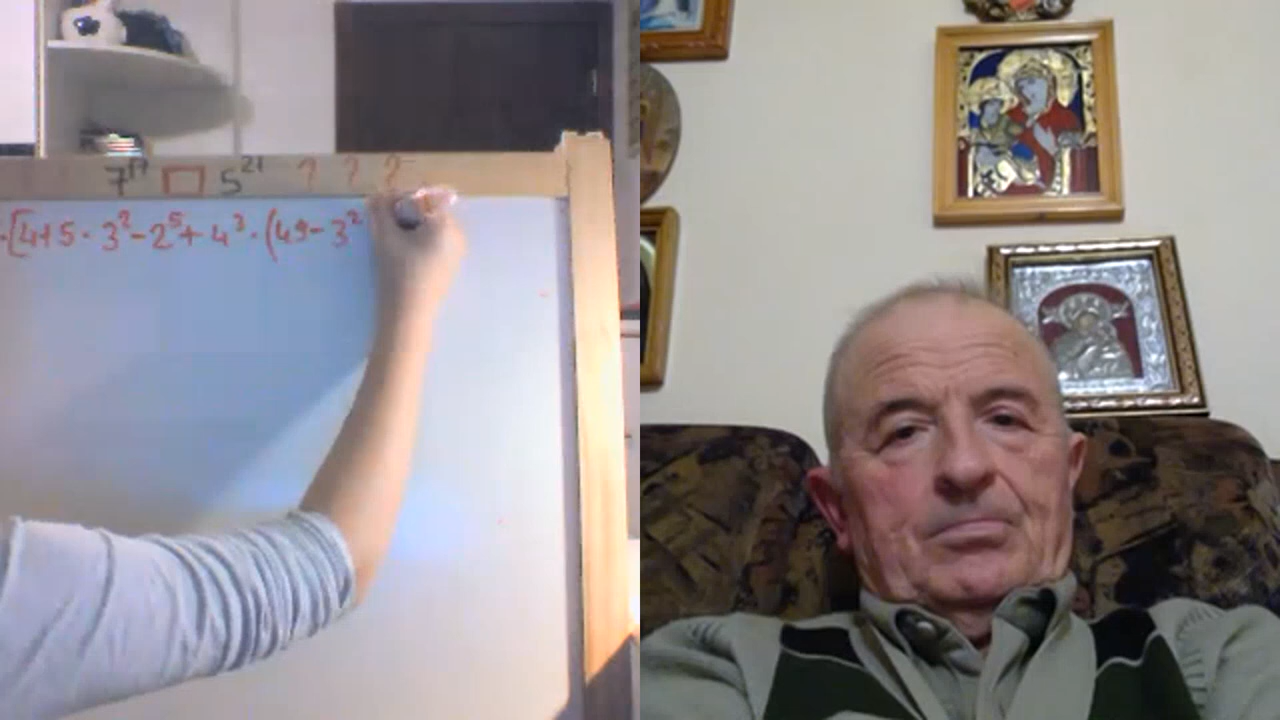 7¹⁷ □ 5²¹ ? ? ?
·[4+5·3²-2⁵+4³·(49-3²